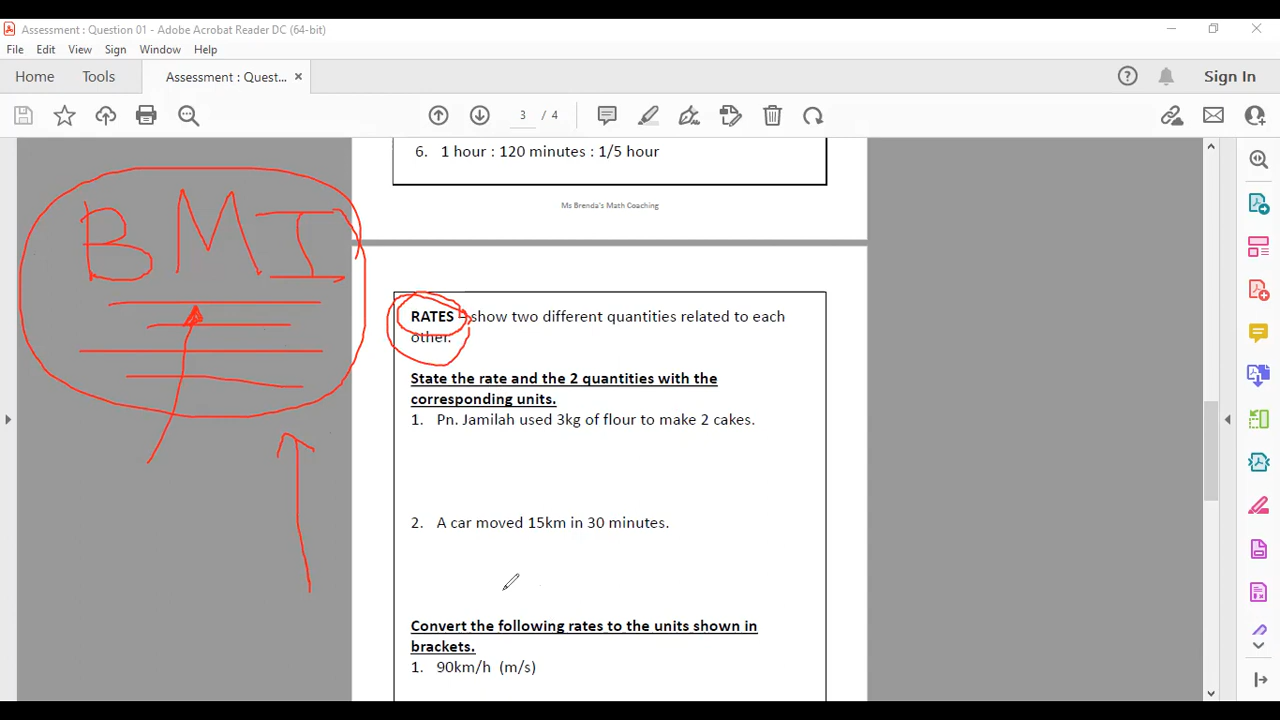 Assessment : Question 01 - Adobe Acrobat Reader DC (64-bit)
File Edit View Sign Window Help
Home Tools Assessment : Quest... × Sign In
3 / 4
6. 1 hour : 120 minutes : 1/5 hour
Ms Brenda's Math Coaching
BMI
RATES – show two different quantities related to each
other.
State the rate and the 2 quantities with the
corresponding units.
1. Pn. Jamilah used 3kg of flour to make 2 cakes.
2. A car moved 15km in 30 minutes.
Convert the following rates to the units shown in
brackets.
1. 90km/h (m/s)